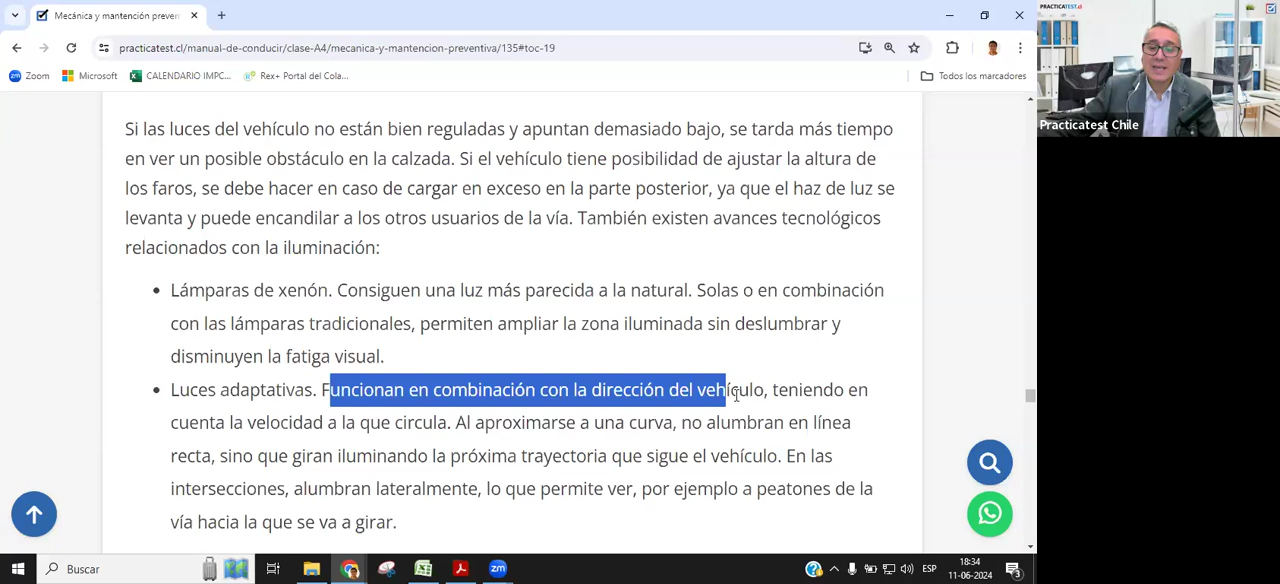 Mecánica y mantención preven
practicatest.cl/manual-de-conducir/clase-A4/mecanica-y-mantencion-preventiva/135#toc-19
Zoom
Microsoft
CALENDARIO IMPC...
Rex+ Portal del Cola...
Todos los marcadores
PRACTICATEST.cl
Practicatest Chile
Si las luces del vehículo no están bien reguladas y apuntan demasiado bajo, se tarda más tiempo
en ver un posible obstáculo en la calzada. Si el vehículo tiene posibilidad de ajustar la altura de
los faros, se debe hacer en caso de cargar en exceso en la parte posterior, ya que el haz de luz se
levanta y puede encandilar a los otros usuarios de la vía. También existen avances tecnológicos
relacionados con la iluminación:
• Lámparas de xenón. Consiguen una luz más parecida a la natural. Solas o en combinación
con las lámparas tradicionales, permiten ampliar la zona iluminada sin deslumbrar y
disminuyen la fatiga visual.
• Luces adaptativas. Funcionan en combinación con la dirección del vehículo, teniendo en
cuenta la velocidad a la que circula. Al aproximarse a una curva, no alumbran en línea
recta, sino que giran iluminando la próxima trayectoria que sigue el vehículo. En las
intersecciones, alumbran lateralmente, lo que permite ver, por ejemplo a peatones de la
vía hacia la que se va a girar.
Buscar
zm
ESP
18:34
11-06-2024
3